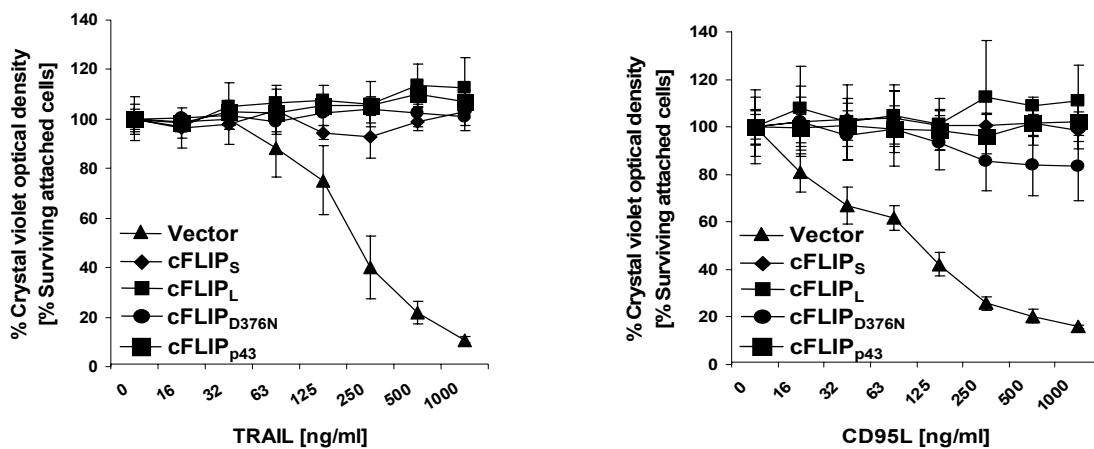 % Crystal violet optical density
[% Surviving attached cells]
140
120
100
80
60
40
20
0
Vector
cFLIPS
cFLIPL
cFLIPD376N
cFLIPp43
0
16
32
63
125
250
500
1000
TRAIL [ng/ml]
% Crystal violet optical density
[% Surviving attached cells]
140
120
100
80
60
40
20
0
Vector
cFLIPS
cFLIPL
cFLIPD376N
cFLIPp43
0
16
32
63
125
250
500
1000
CD95L [ng/ml]